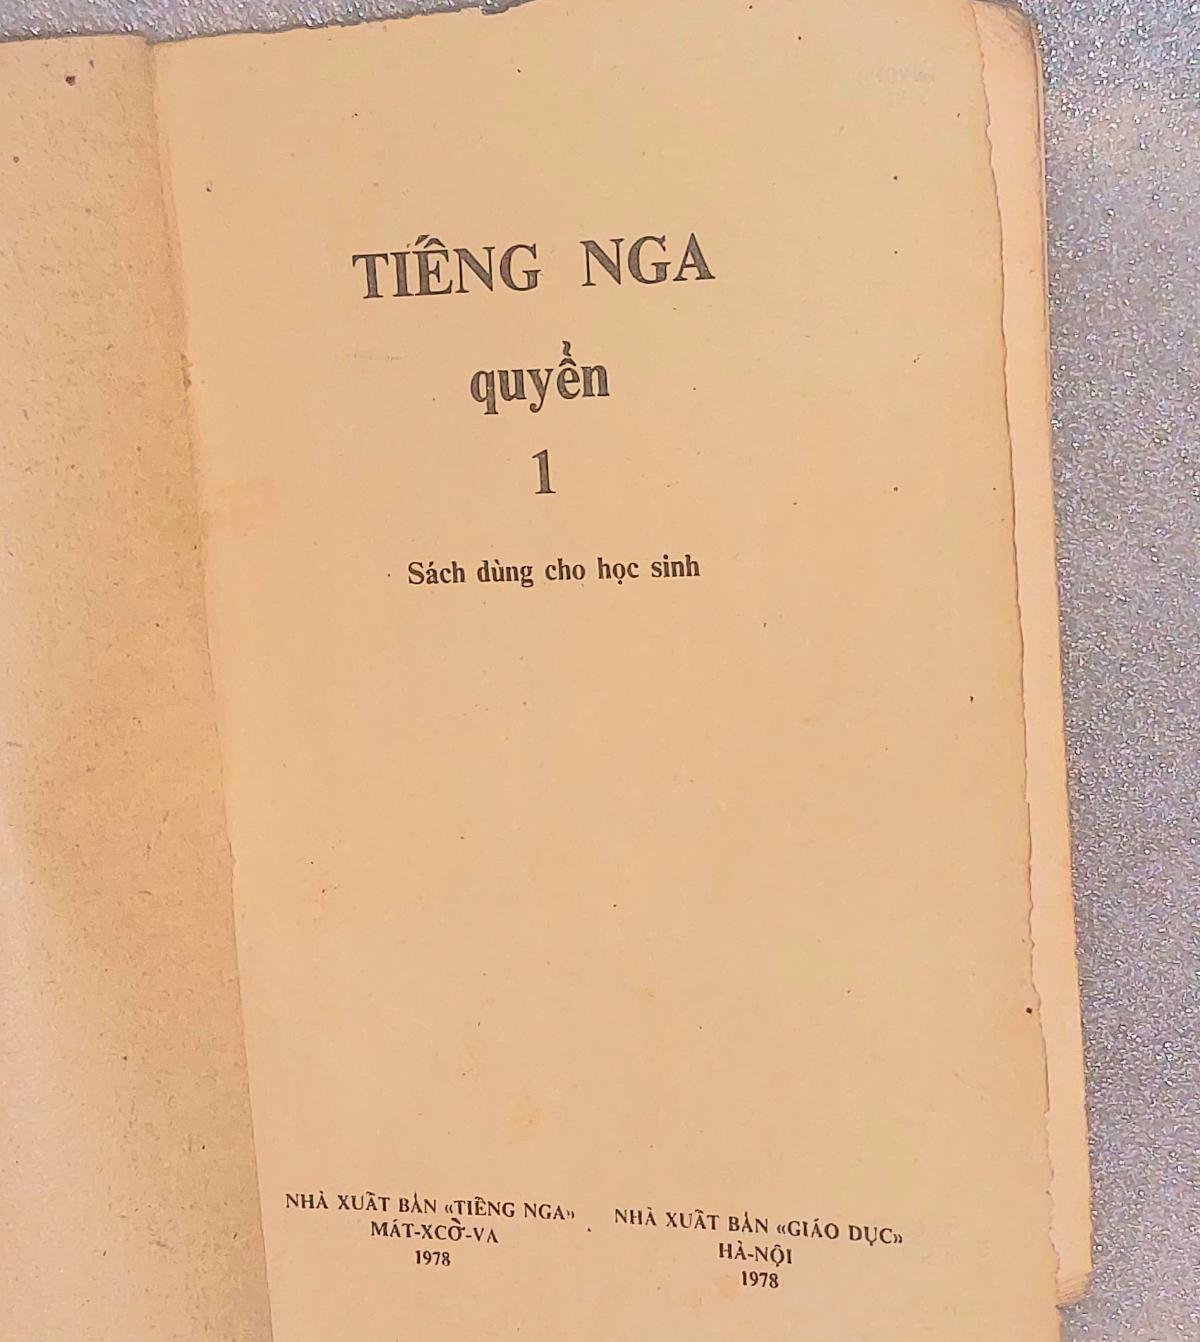 TIẾNG NGA
quyển
1
Sách dùng cho học sinh
NHÀ XUẤT BẢN «TIẾNG NGA»
MÁT-XCỜ-VA
1978
NHÀ XUẤT BẢN «GIÁO DỤC»
HÀ-NỘI
1978